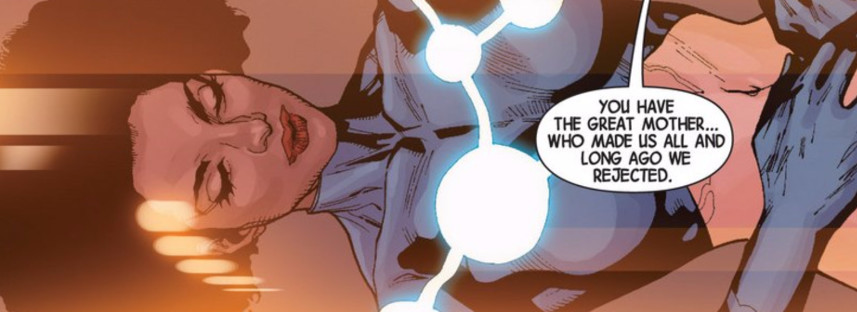 YOU HAVE
THE GREAT MOTHER...
WHO MADE US ALL AND
LONG AGO WE
REJECTED.